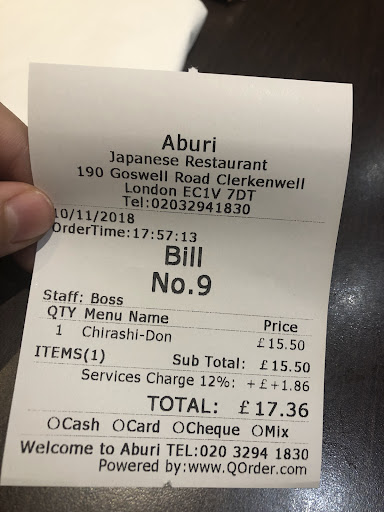 Aburi
Japanese Restaurant
190 Goswell Road Clerkenwell
London EC1V 7DT
Tel:02032941830
10/11/2018
OrderTime:17:57:13
Bill
No.9
Staff: Boss
QTY Menu Name Price
1 Chirashi-Don £15.50
ITEMS(1) Sub Total: £15.50
Services Charge 12%: +£+1.86
TOTAL: £17.36
OCash OCard OCheque OMix
Welcome to Aburi TEL:020 3294 1830
Powered by:www.QOrder.com